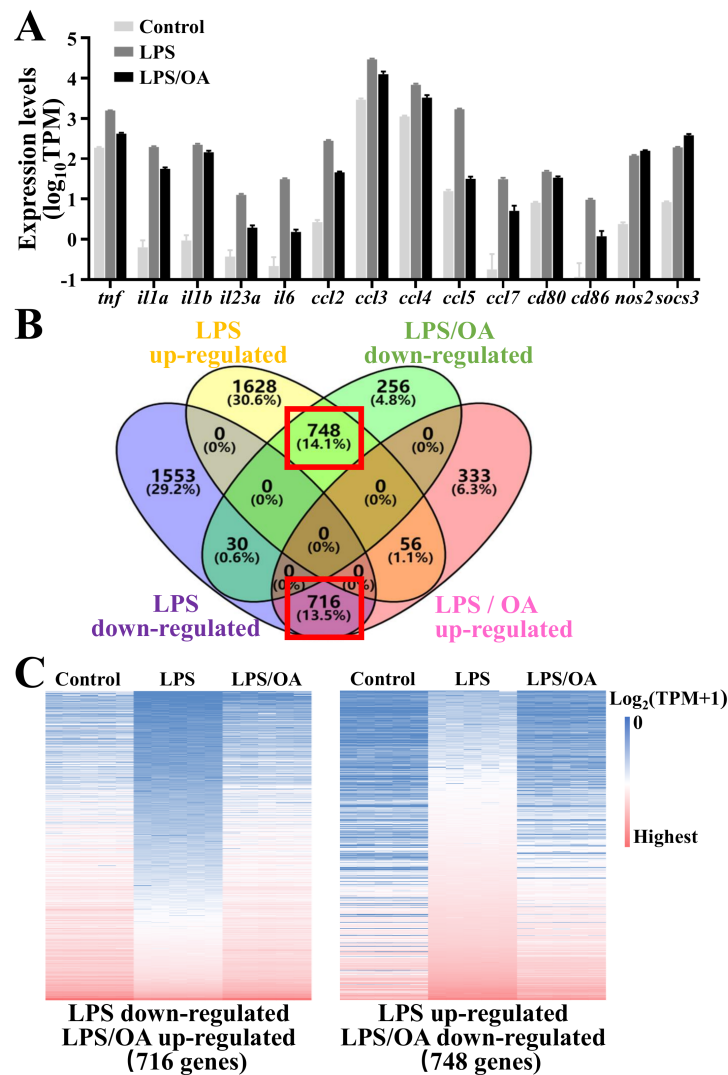 A
Control
LPS
LPS/OA
Expression levels
(log10TPM)
5
4
3
2
1
0
-1
tnf il1a il1b il23a il6 ccl2 ccl3 ccl4 ccl5 ccl7 cd80 cd86 nos2 socs3
B
LPS
up-regulated
LPS/OA
down-regulated
1628
(30.6%)
256
(4.8%)
748
(14.1%)
0
(0%)
0
(0%)
1553
(29.2%)
333
(6.3%)
0
(0%)
0
(0%)
0
(0%)
30
(0.6%)
56
(1.1%)
0
(0%)
0
(0%)
716
(13.5%)
LPS
down-regulated
LPS / OA
up-regulated
C
Control LPS LPS/OA
Control LPS LPS/OA
Log2(TPM+1)
0
Highest
LPS down-regulated
LPS/OA up-regulated
(716 genes)
LPS up-regulated
LPS/OA down-regulated
(748 genes)